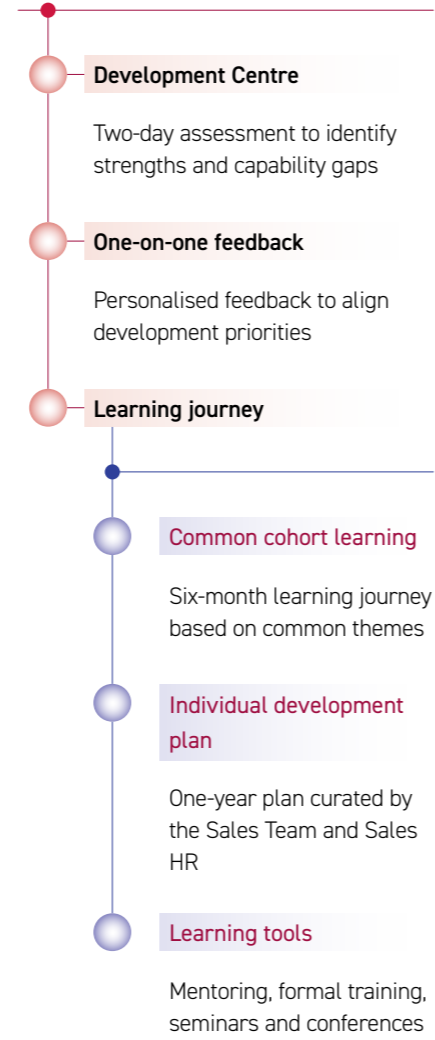 Development Centre
Two-day assessment to identify
strengths and capability gaps
One-on-one feedback
Personalised feedback to align
development priorities
Learning journey
Common cohort learning
Six-month learning journey
based on common themes
Individual development
plan
One-year plan curated by
the Sales Team and Sales
HR
Learning tools
Mentoring, formal training,
seminars and conferences